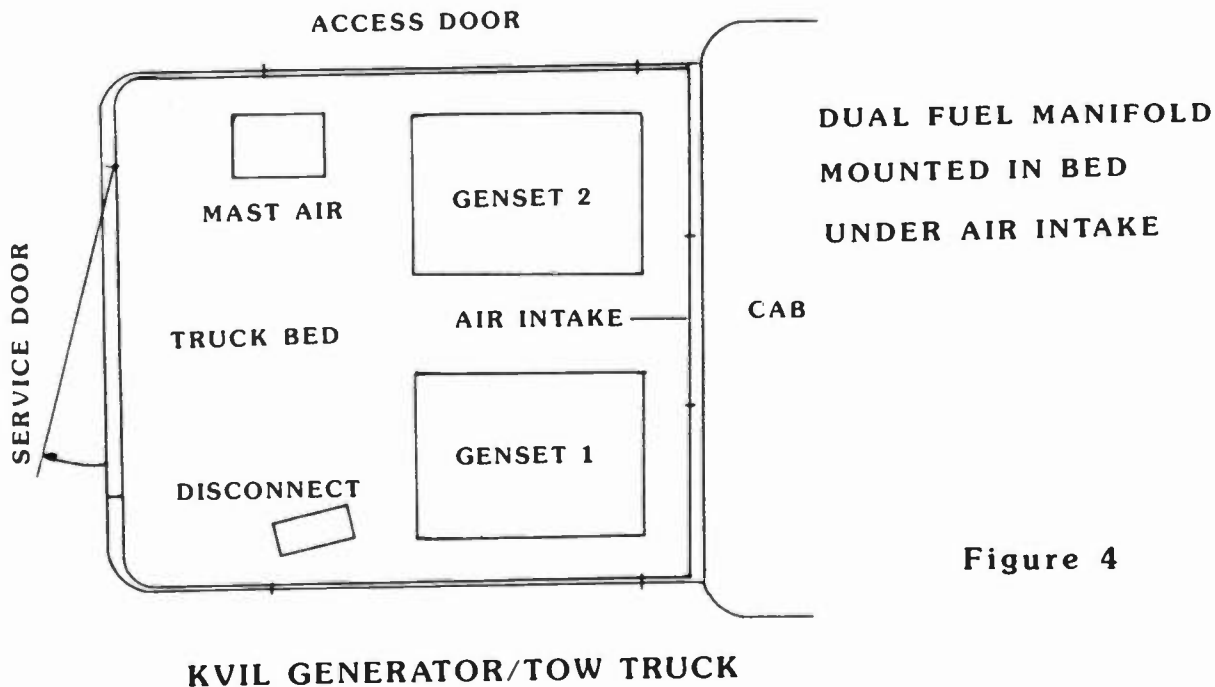 ACCESS DOOR
DUAL FUEL MANIFOLD
MOUNTED IN BED
UNDER AIR INTAKE
MAST AIR
GENSET 2
SERVICE DOOR
TRUCK BED
AIR INTAKE
CAB
GENSET 1
DISCONNECT
Figure 4
KVIL GENERATOR/TOW TRUCK